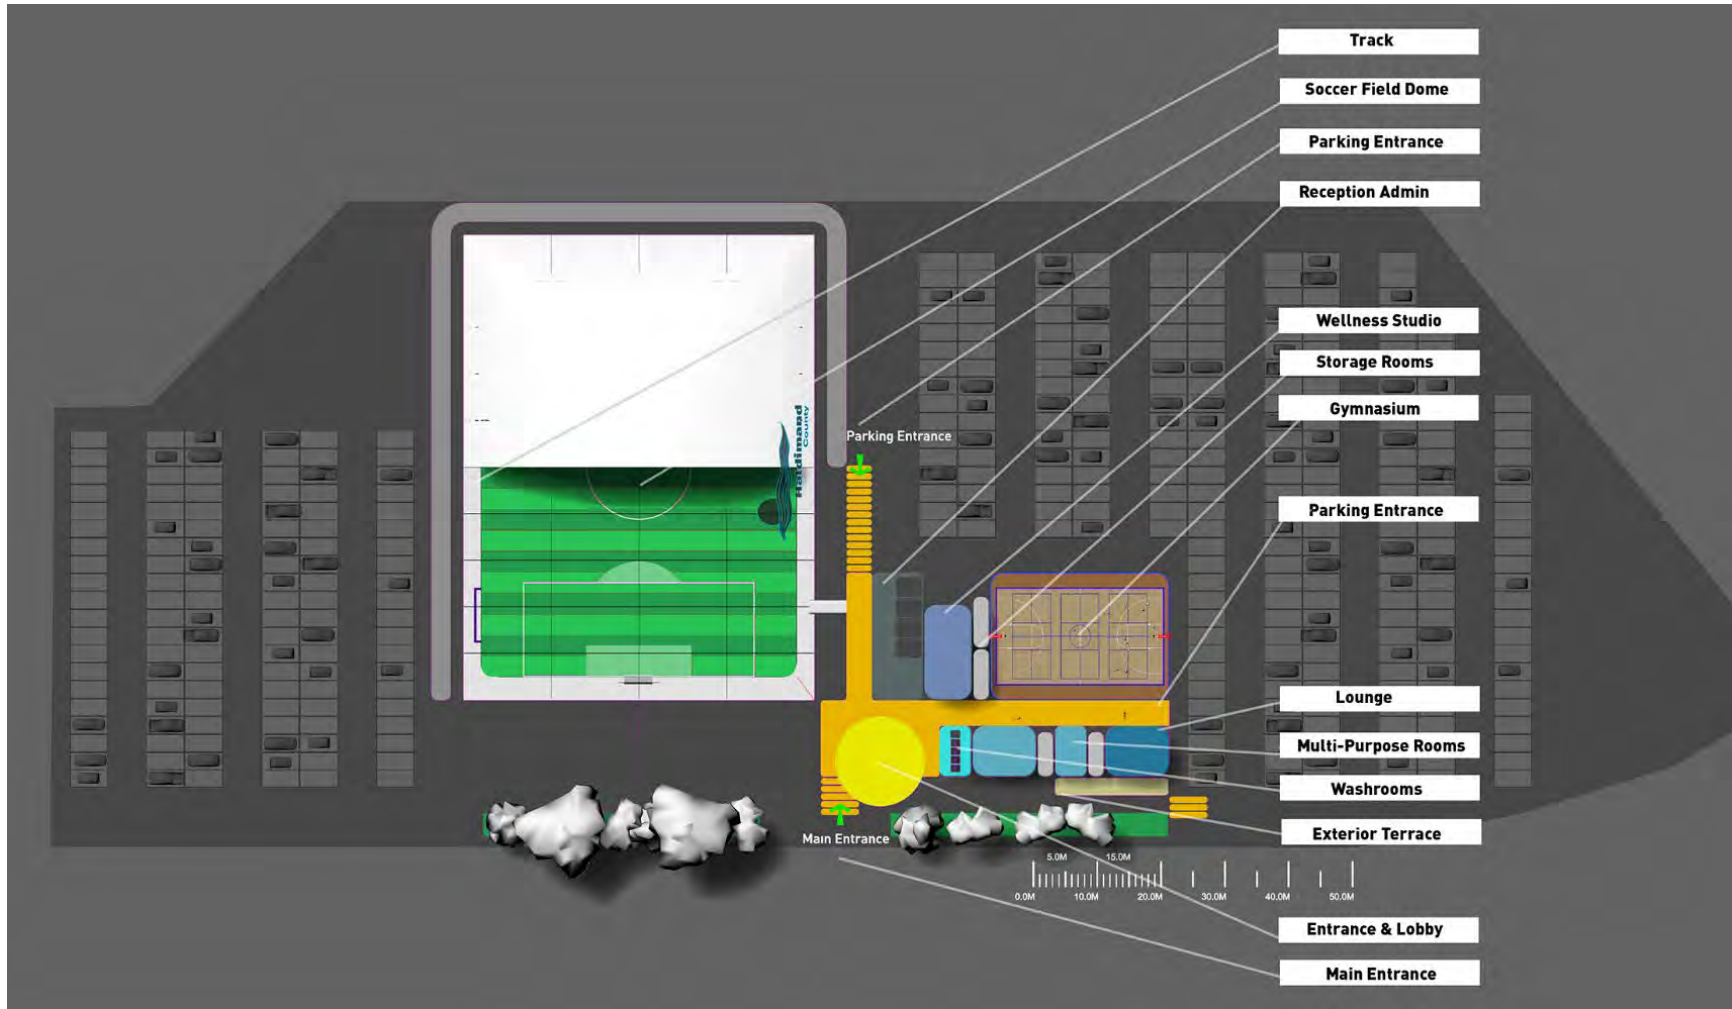 Track
Soccer Field Dome
Parking Entrance
Reception Admin
Wellness Studio
Storage Rooms
Gymnasium
Haldimand
County
Parking Entrance
Parking Entrance
Lounge
Multi-Purpose Rooms
Washrooms
Exterior Terrace
Main Entrance
5.0M 15.0M
0.0M 10.0M 20.0M 30.0M 40.0M 50.0M
Entrance & Lobby
Main Entrance